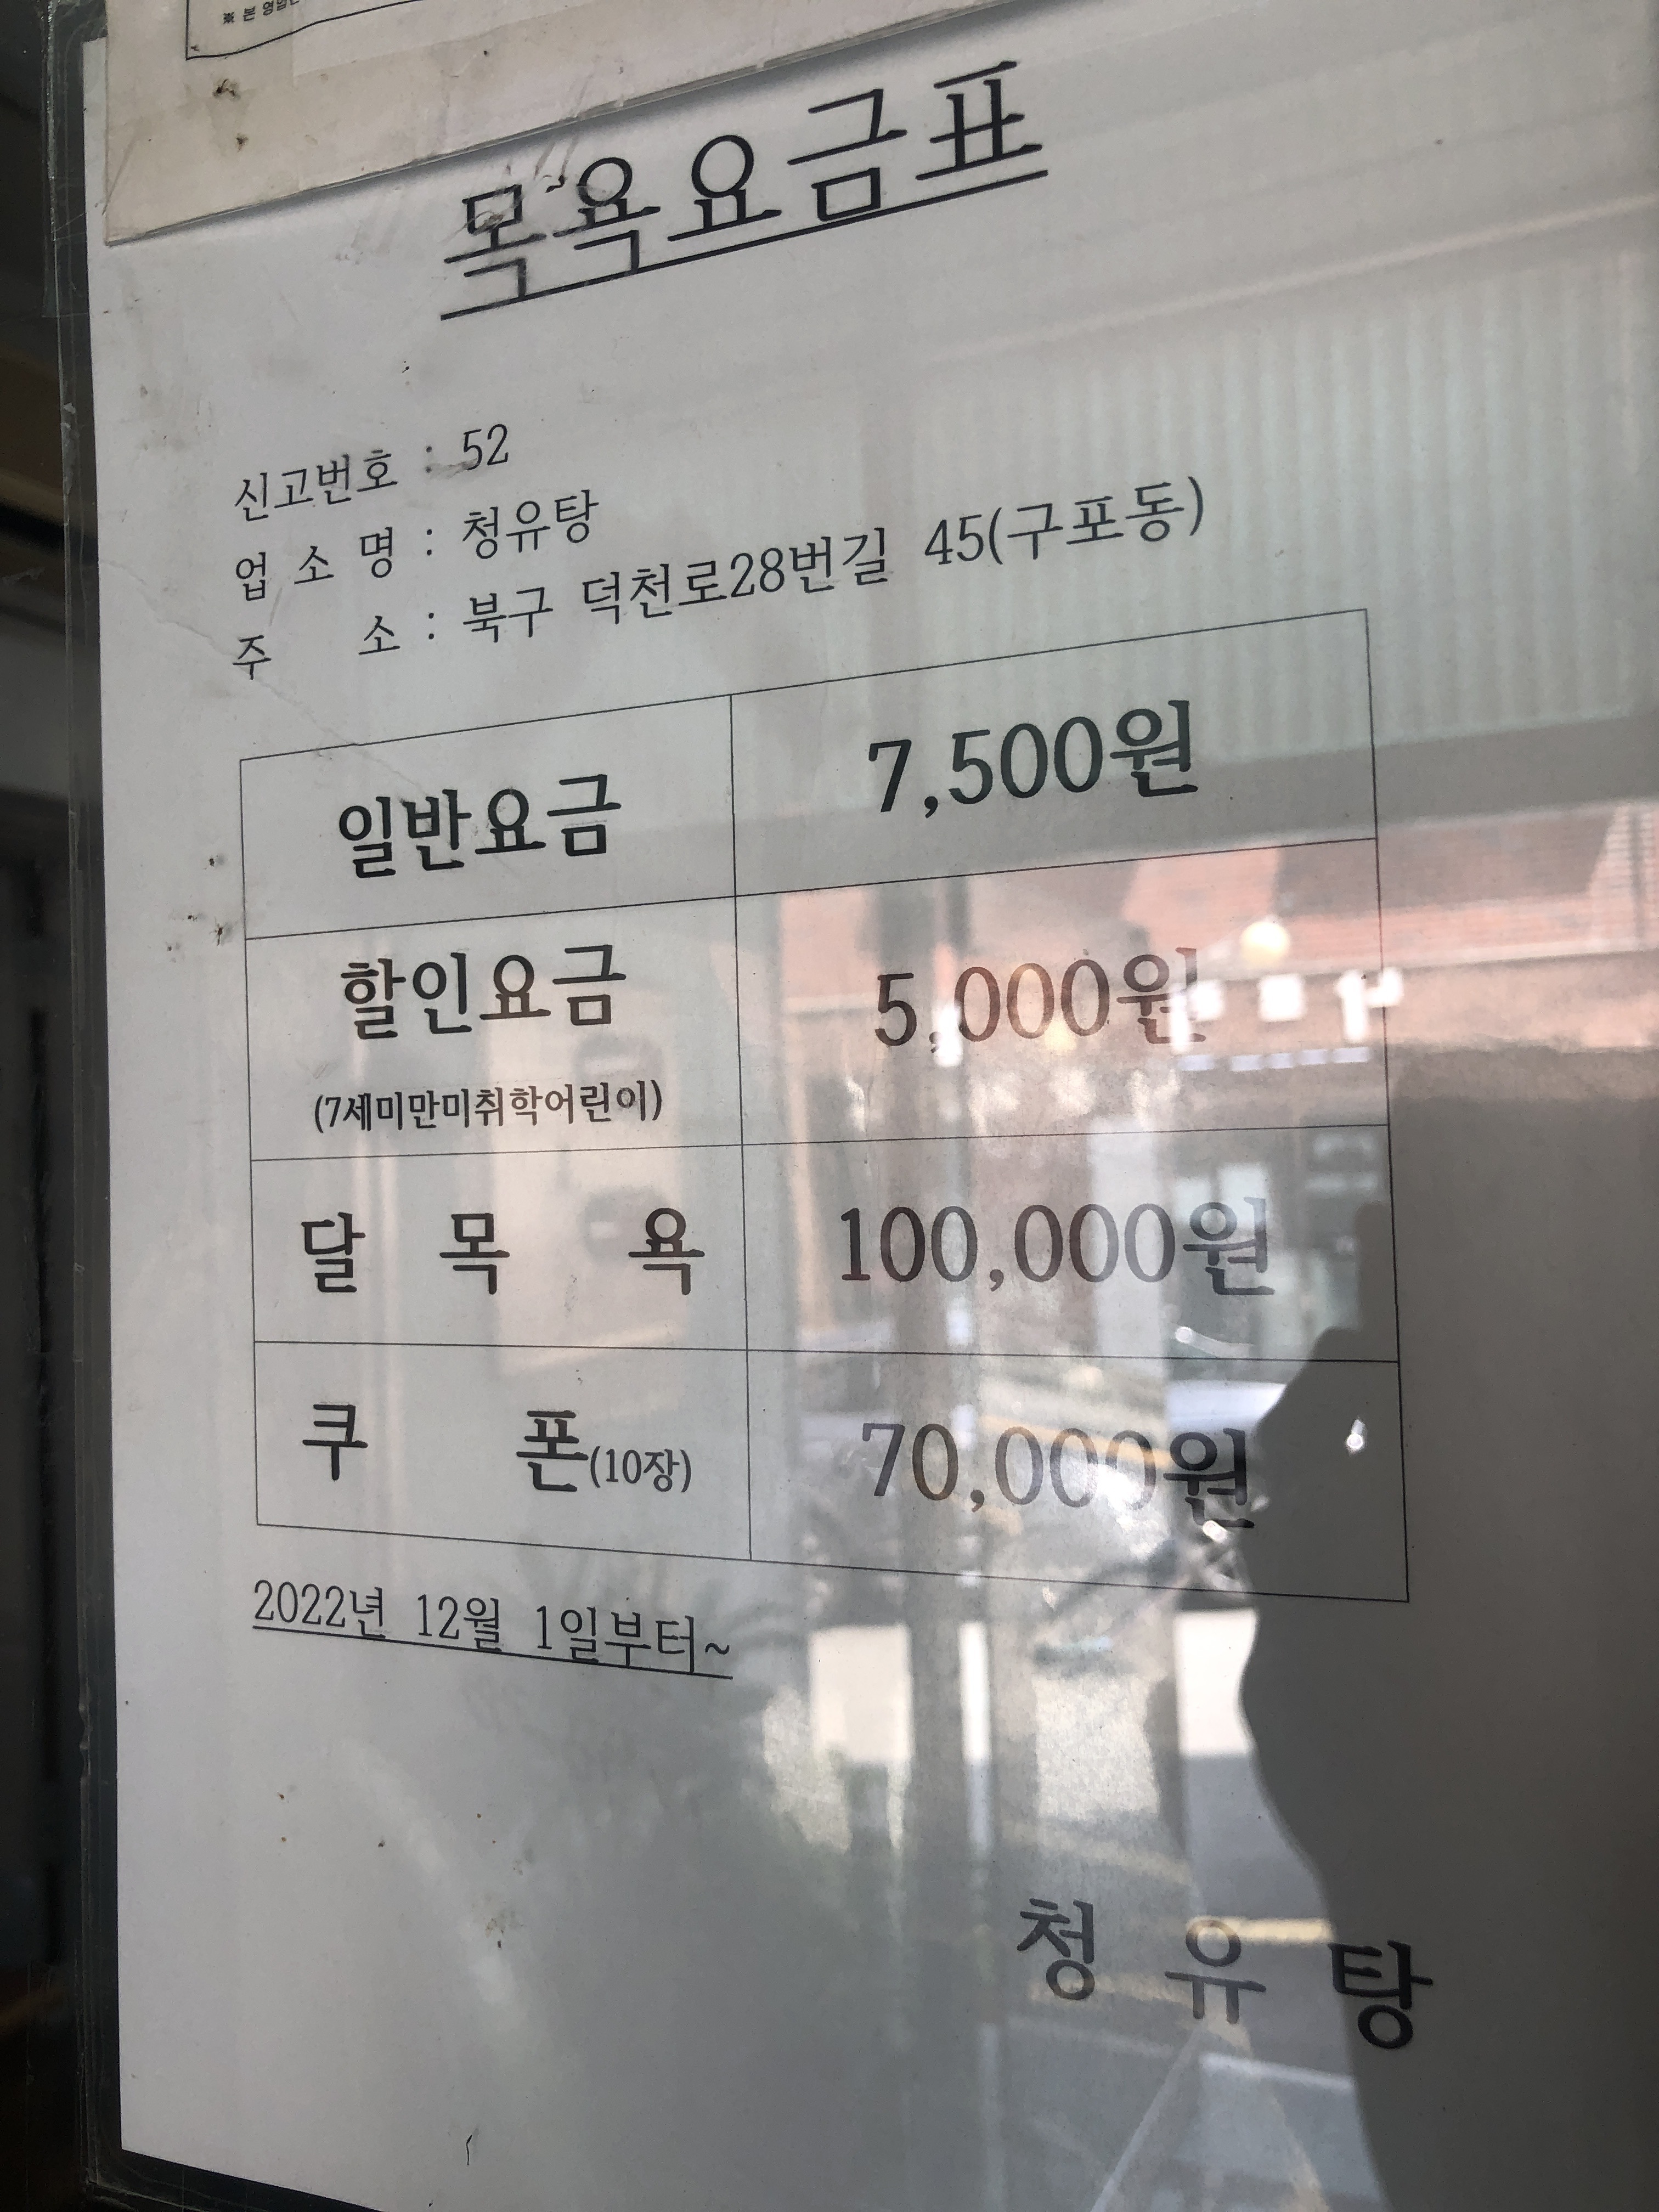 ※ 본 영업
목욕요금표
신고번호 : 52
업 소 명 : 청유탕
주 소 : 북구 덕천로28번길 45(구포동)
일반요금 7,500원
할인요금 5,000원
(7세미만미취학어린이)
달 목 욕 100,000원
쿠 폰(10장) 70,000원
2022년 12월 1일부터~
청 유 탕